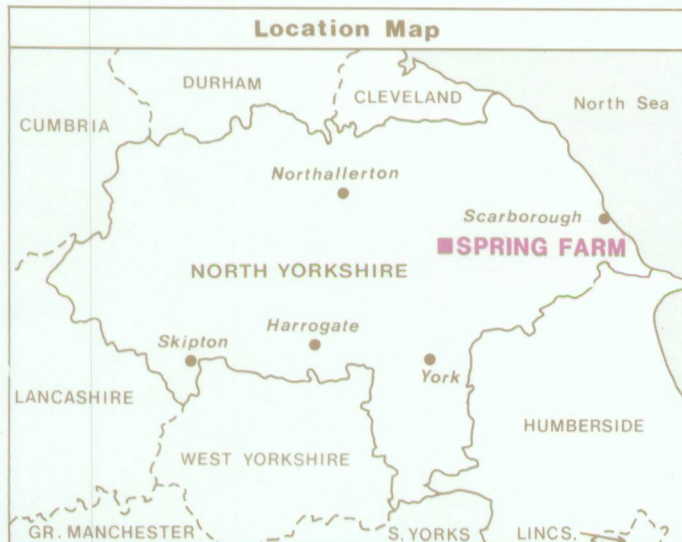 Location Map
DURHAM
CLEVELAND
North Sea
CUMBRIA
Northallerton
Scarborough
SPRING FARM
NORTH YORKSHIRE
Harrogate
Skipton
York
LANCASHIRE
HUMBERSIDE
WEST YORKSHIRE
GR. MANCHESTER
S. YORKS
LINCS.